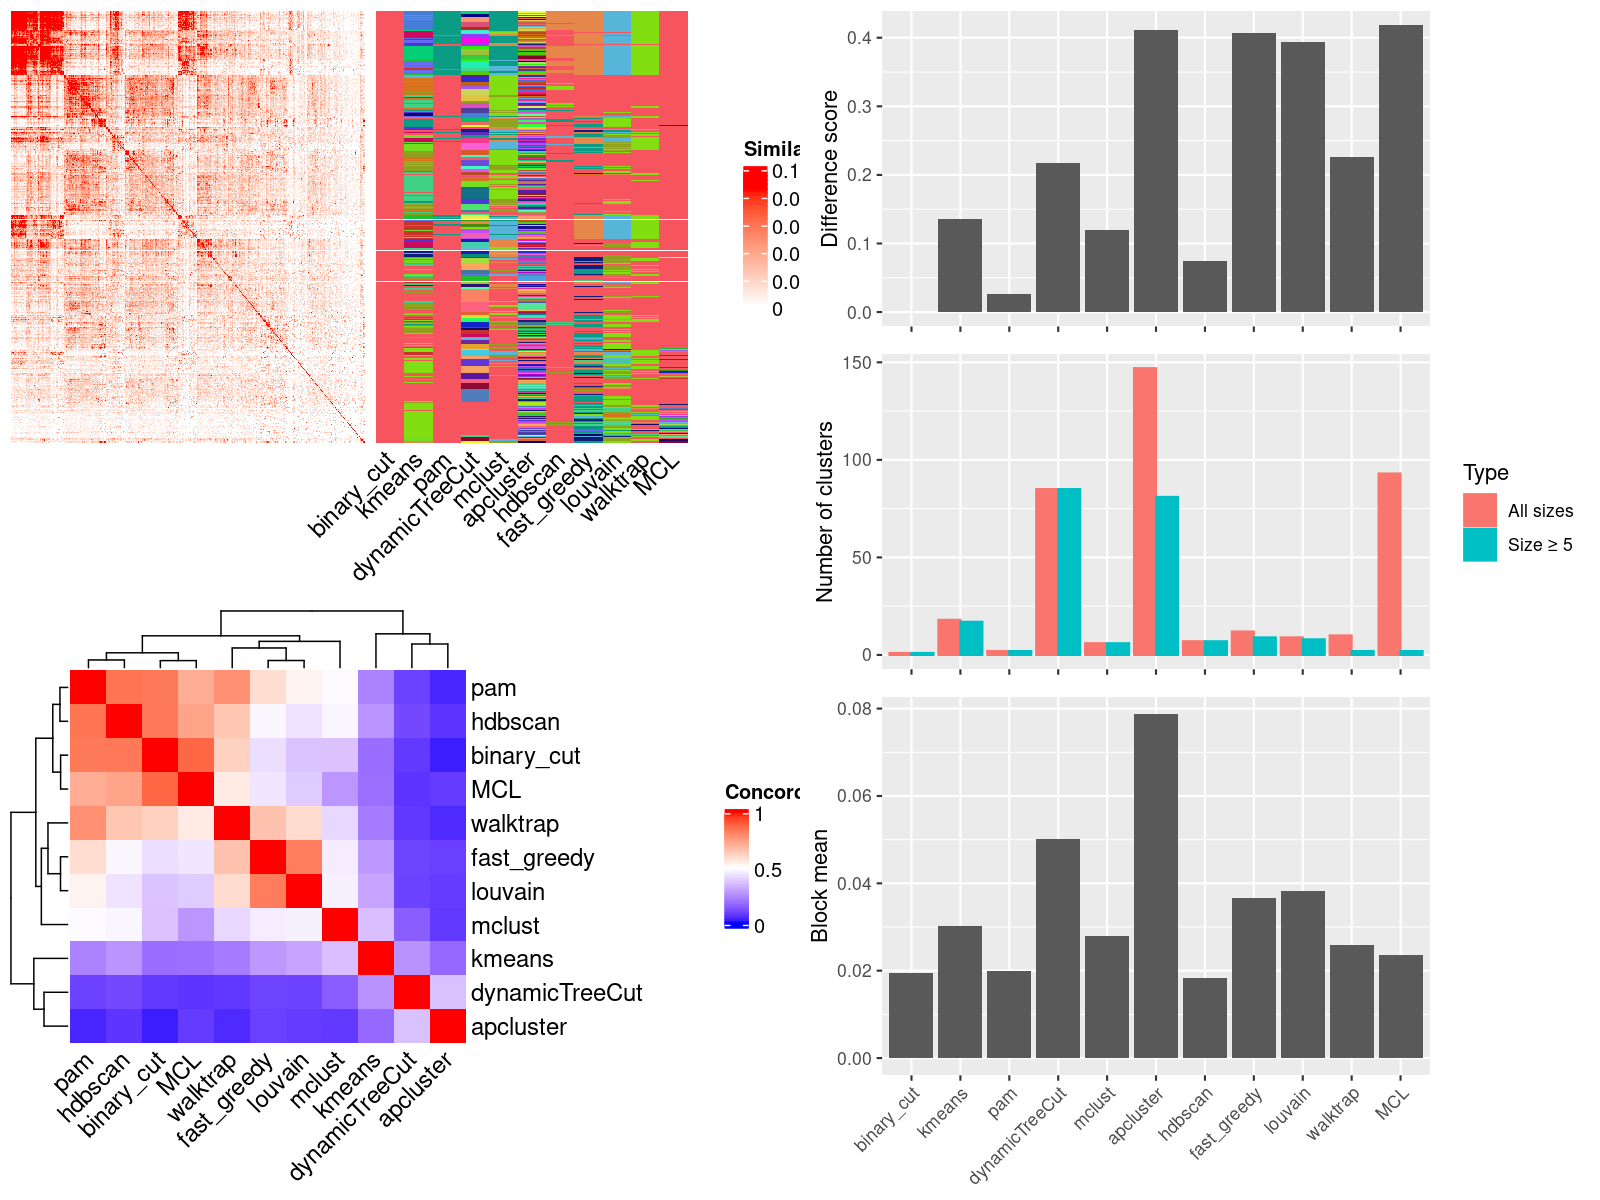 Simila
0.1
0.0
0.0
0.0
0.0
0
binary_cut
kmeans
pam
dynamicTreeCut
mclust
apcluster
hdbscan
fast_greedy
louvain
walktrap
MCL
pam
hdbscan
binary_cut
MCL
walktrap
fast_greedy
louvain
mclust
kmeans
dynamicTreeCut
apcluster
pam
hdbscan
binary_cut
MCL
walktrap
fast_greedy
louvain
mclust
kmeans
dynamicTreeCut
apcluster
Concord
1
0.5
0
Difference score
0.4
0.3
0.2
0.1
0.0
Number of clusters
150
100
50
0
Type
All sizes
Size ≥ 5
Block mean
0.08
0.06
0.04
0.02
0.00
binary_cut
kmeans
pam
dynamicTreeCut
mclust
apcluster
hdbscan
fast_greedy
louvain
walktrap
MCL